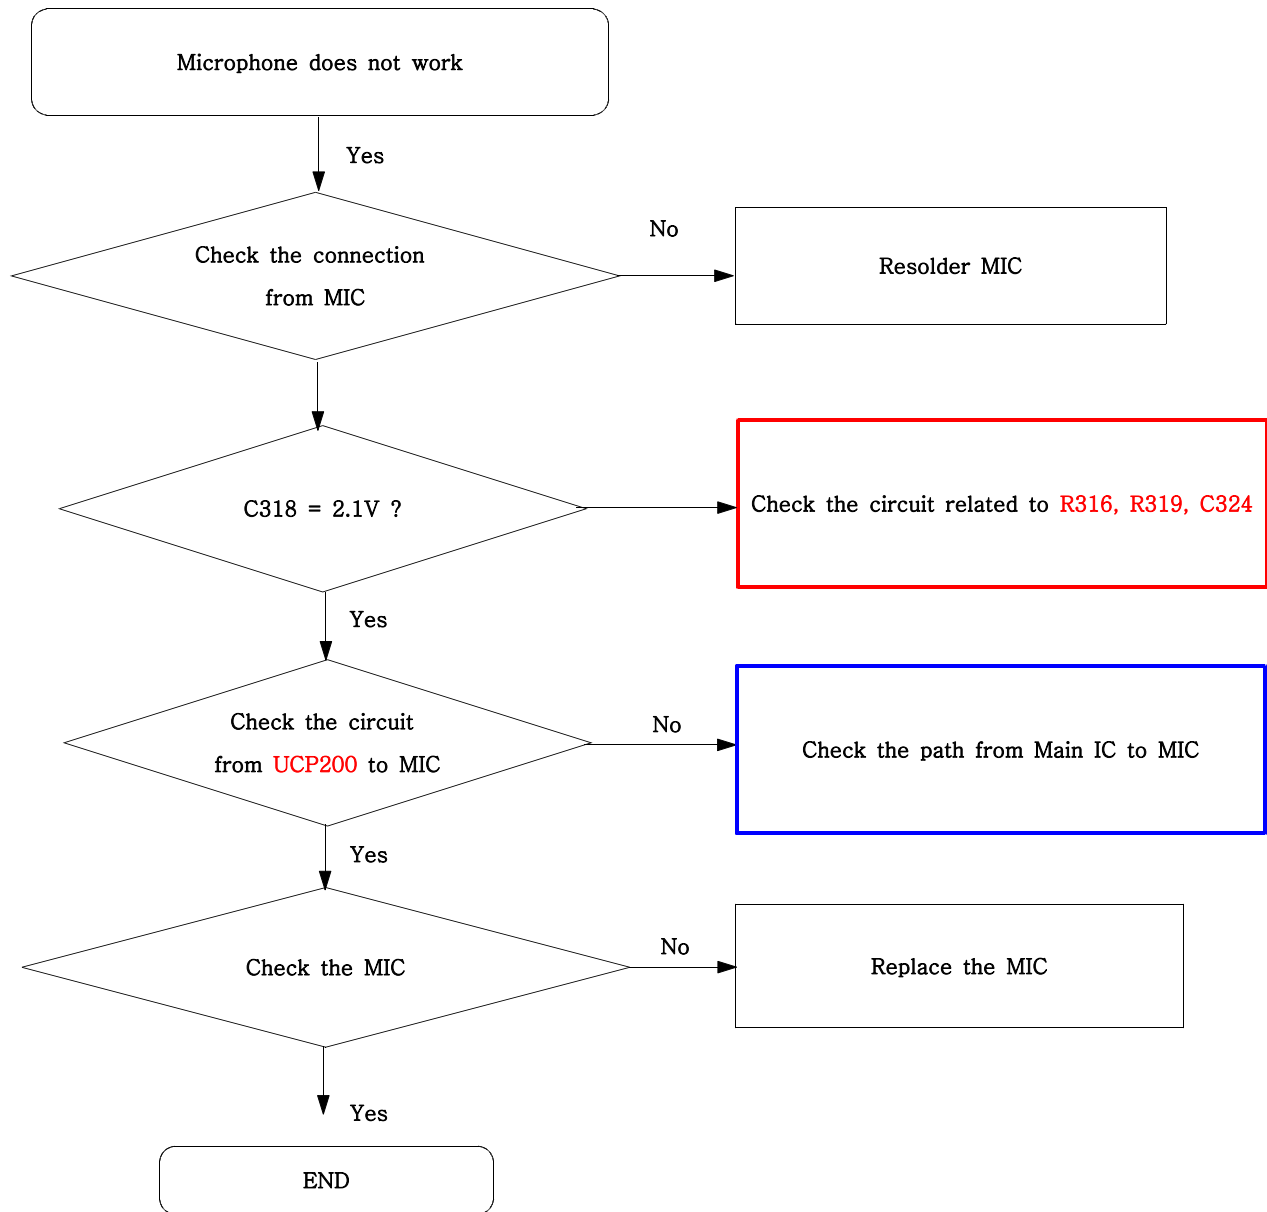 Microphone does not work
Yes
Check the connection
from MIC
No
Resolder MIC
C318 = 2.1V ?
Check the circuit related to R316, R319, C324
Yes
Check the circuit
from UCP200 to MIC
No
Check the path from Main IC to MIC
Yes
Check the MIC
No
Replace the MIC
Yes
END